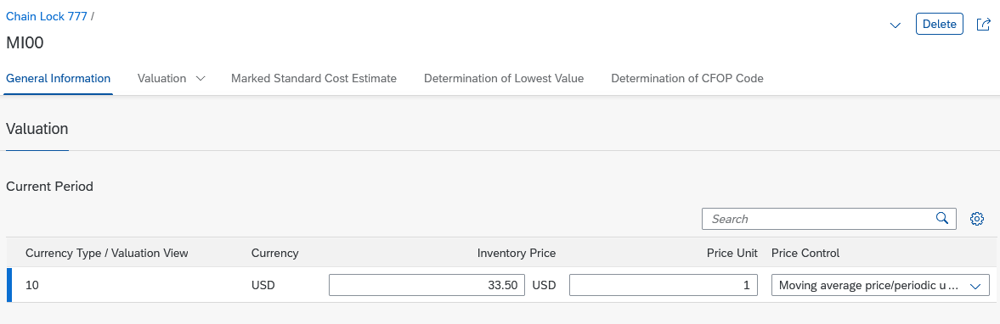 Chain Lock 777 /
Delete
MI00
General Information Valuation Marked Standard Cost Estimate Determination of Lowest Value Determination of CFOP Code
Valuation
Current Period
Search
Currency Type / Valuation View Currency Inventory Price Price Unit Price Control
10 USD 33.50 USD 1 Moving average price/periodic u...